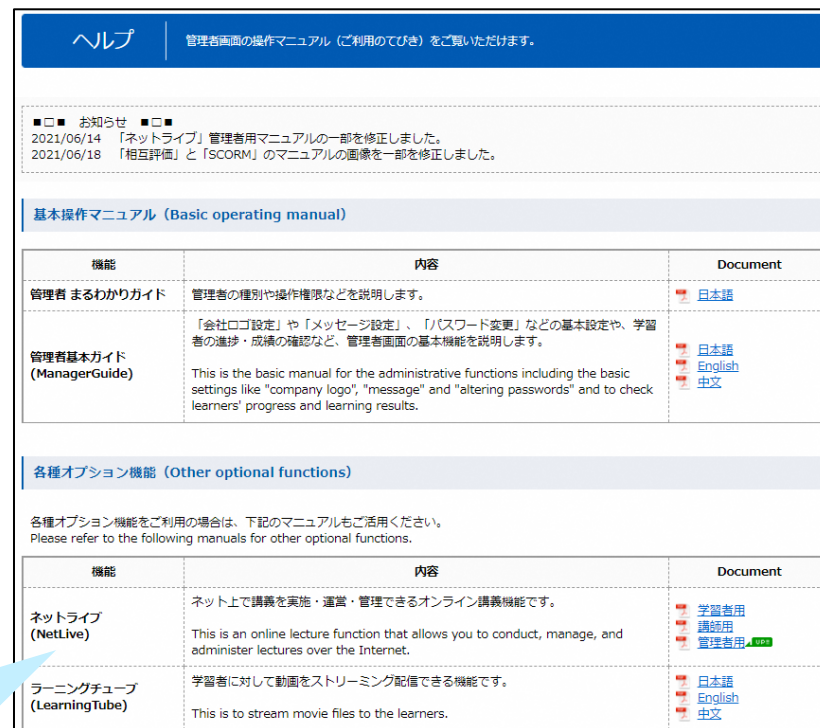 ヘルプ
管理者画面の操作マニュアル（ご利用のてびき）をご覧いただけます。
■□■ お知らせ ■□■
2021/06/14 「ネットライブ」管理者用マニュアルの一部を修正しました。
2021/06/18 「相互評価」と「SCORM」のマニュアルの画像を一部を修正しました。
基本操作マニュアル（Basic operating manual）
機能 内容 Document
管理者 まるわかりガイド 管理者の種別や操作権限などを説明します。 日本語
管理者基本ガイド
(ManagerGuide)
「会社ロゴ設定」や「メッセージ設定」、「パスワード変更」などの基本設定や、学習
者の進捗・成績の確認など、管理者画面の基本機能を説明します。
This is the basic manual for the administrative functions including the basic
settings like "company logo", "message" and "altering passwords" and to check
learners' progress and learning results.
日本語
English
中文
各種オプション機能（Other optional functions）
各種オプション機能をご利用の場合は、下記のマニュアルもご活用ください。
Please refer to the following manuals for other optional functions.
機能 内容 Document
ネットライブ
(NetLive)
ネット上で講義を実施・運営・管理できるオンライン講義機能です。
This is an online lecture function that allows you to conduct, manage, and
administer lectures over the Internet.
学習者用
講師用
管理者用
ラーニングチューブ
(LearningTube)
学習者に対して動画をストリーミング配信できる機能です。
This is to stream movie files to the learners.
日本語
English
中文